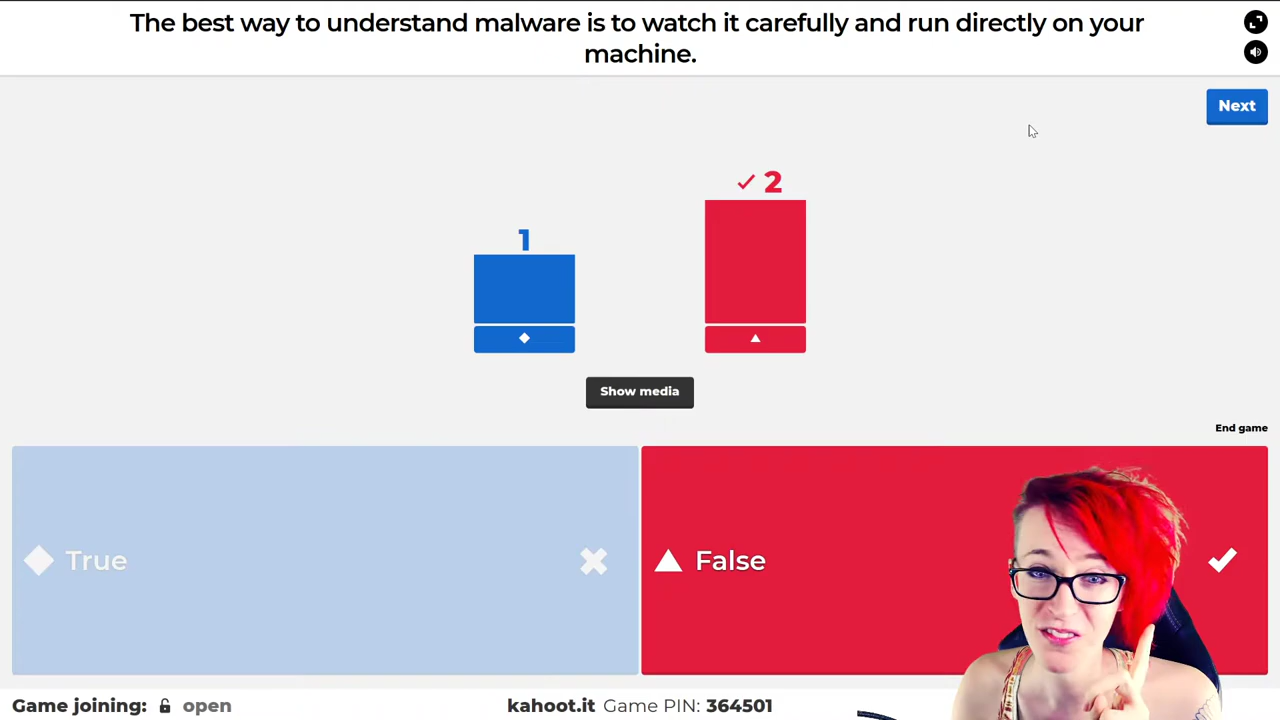 The best way to understand malware is to watch it carefully and run directly on your
machine.
Next
1
2
Show media
End game
True
False
Game joining: open
kahoot.it Game PIN: 364501